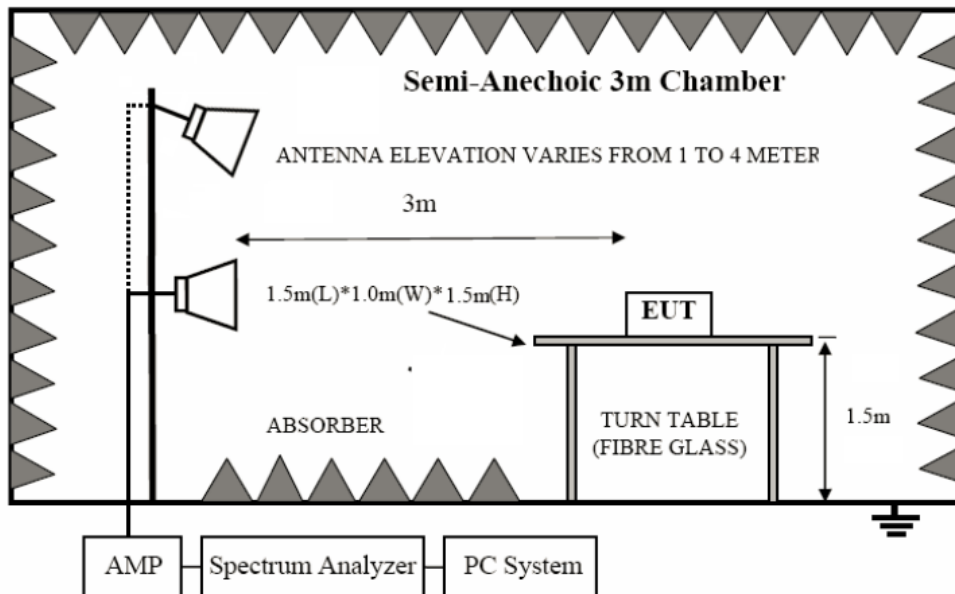 Semi-Anechoic 3m Chamber
ANTENNA ELEVATION VARIES FROM 1 TO 4 METER
3m
1.5m(L)*1.0m(W)*1.5m(H)
EUT
1.5m
ABSORBER
TURN TABLE
(FIBRE GLASS)
AMP
Spectrum Analyzer
PC System